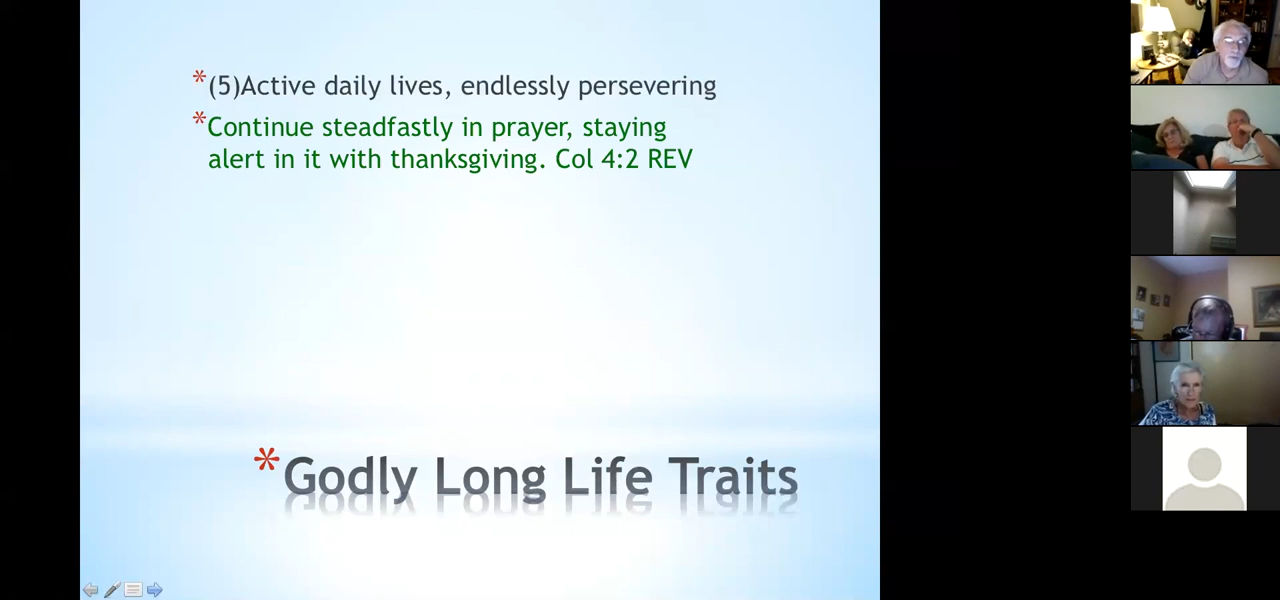 *(5)Active daily lives, endlessly persevering
*Continue steadfastly in prayer, staying
alert in it with thanksgiving. Col 4:2 REV
*Godly Long Life Traits